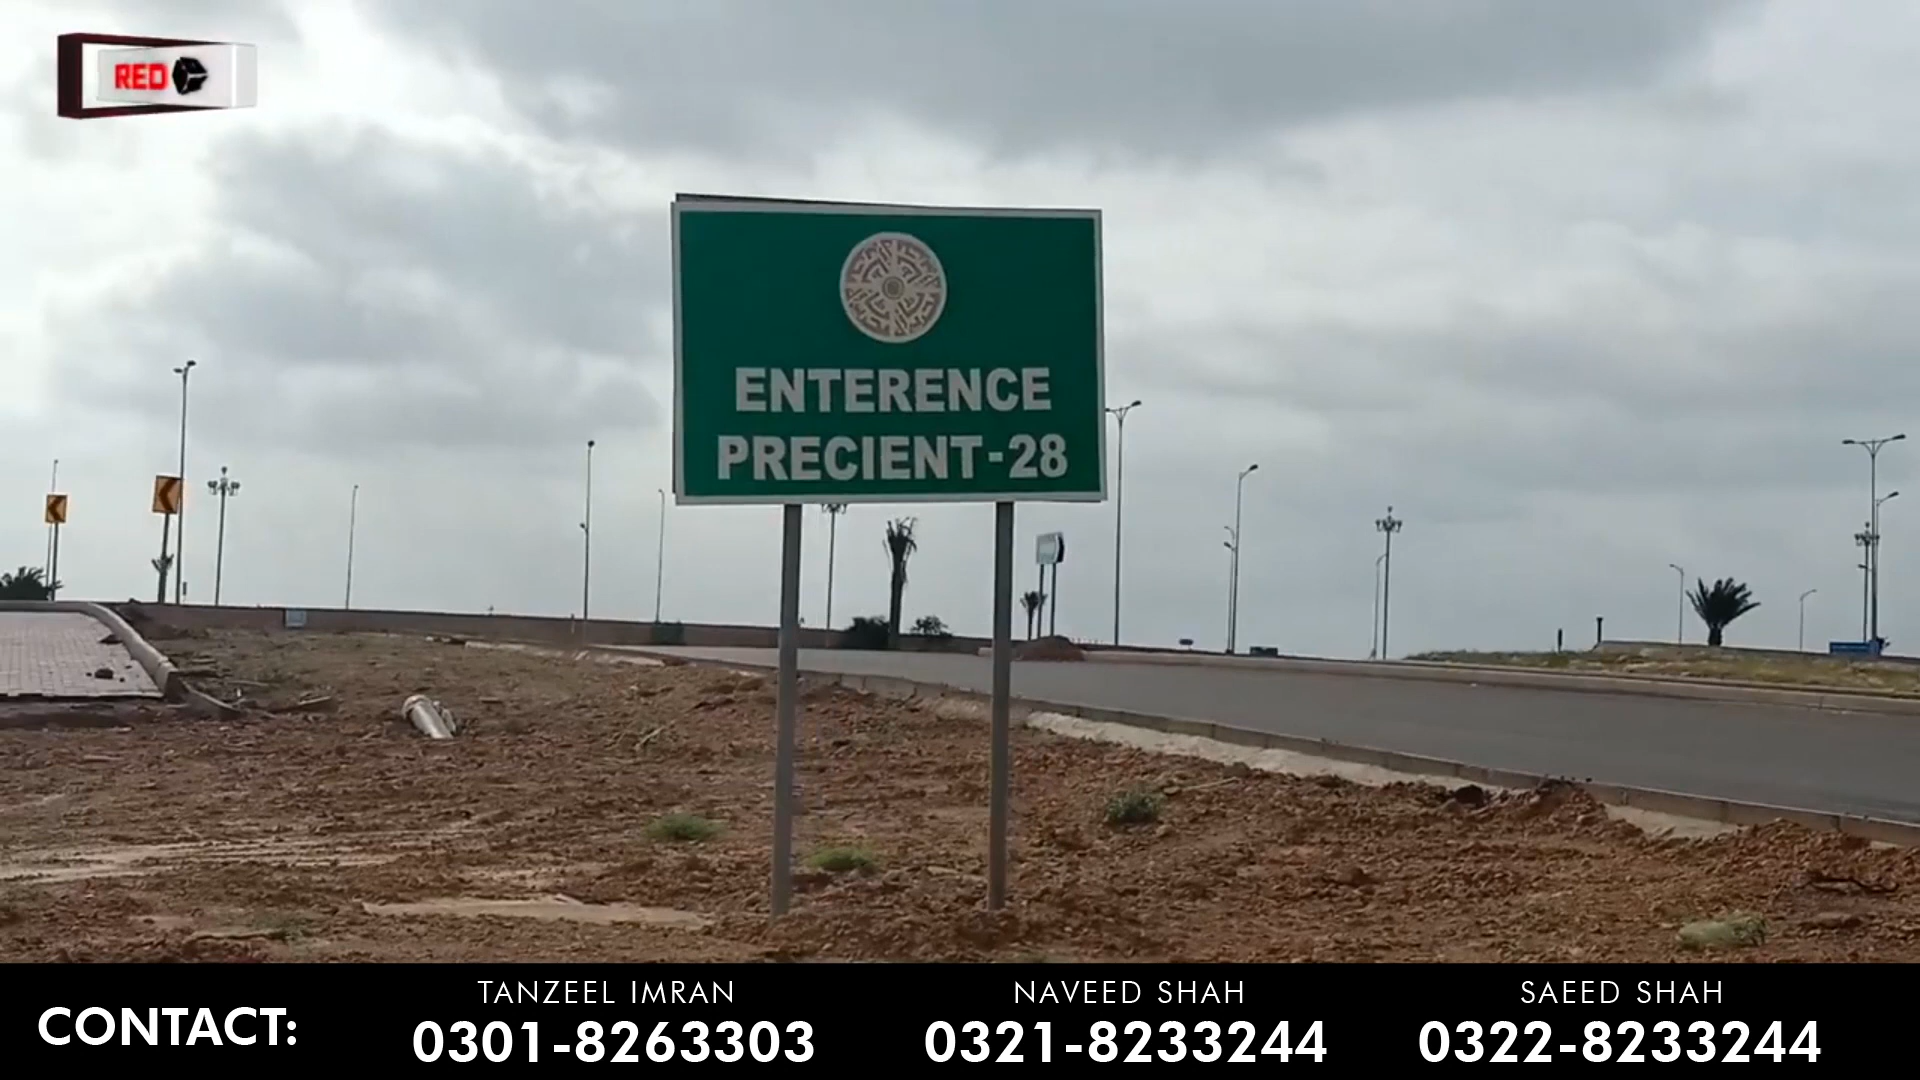 RED
ENTERENCE
PRECIENT-28
CONTACT:
TANZEEL IMRAN
0301-8263303
NAVEED SHAH
0321-8233244
SAEED SHAH
0322-8233244